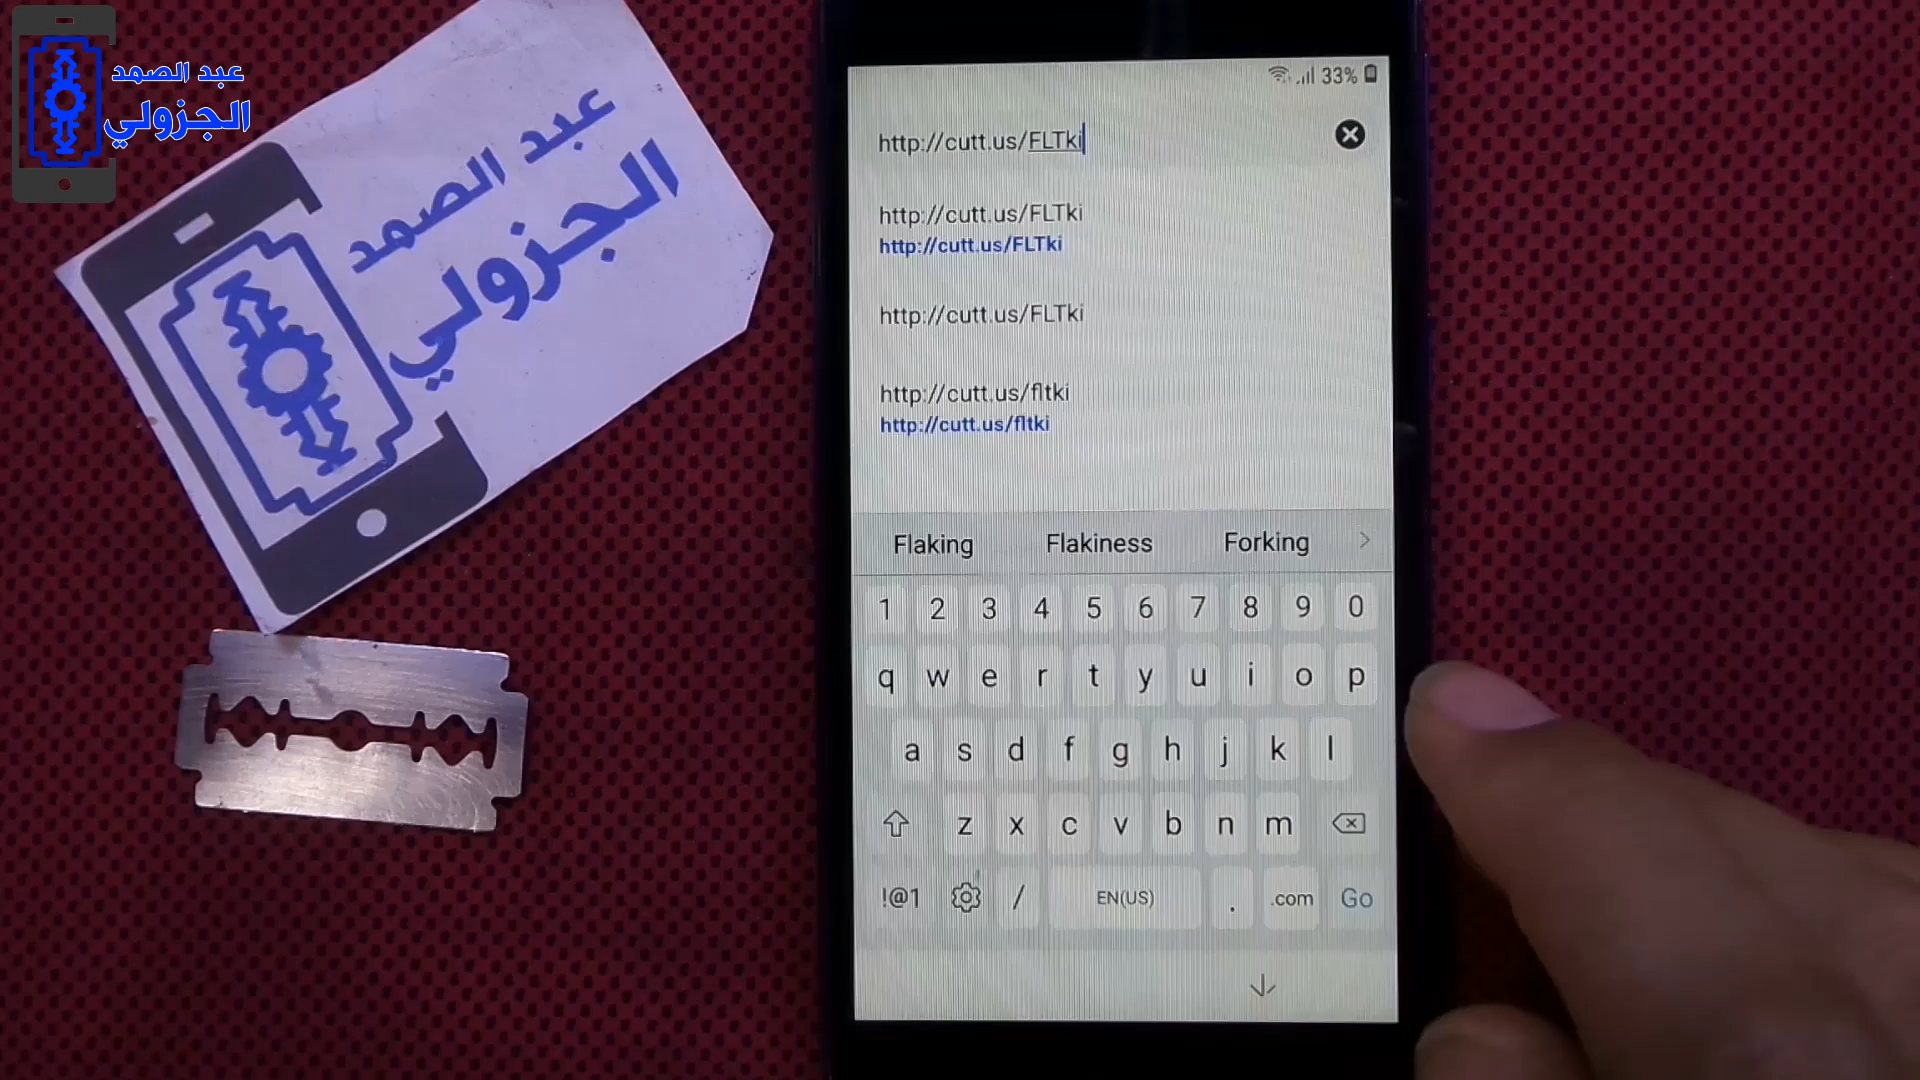 عبد الصمد
الجزولي
عبد الصمد
الجزولي
33%
http://cutt.us/FLTki
http://cutt.us/FLTki
http://cutt.us/FLTki
http://cutt.us/FLTki
http://cutt.us/fltki
http://cutt.us/fltki
Flaking Flakiness Forking
1 2 3 4 5 6 7 8 9 0
q w e r t y u i o p
a s d f g h j k l
z x c v b n m
!@1 / EN(US) . .com Go